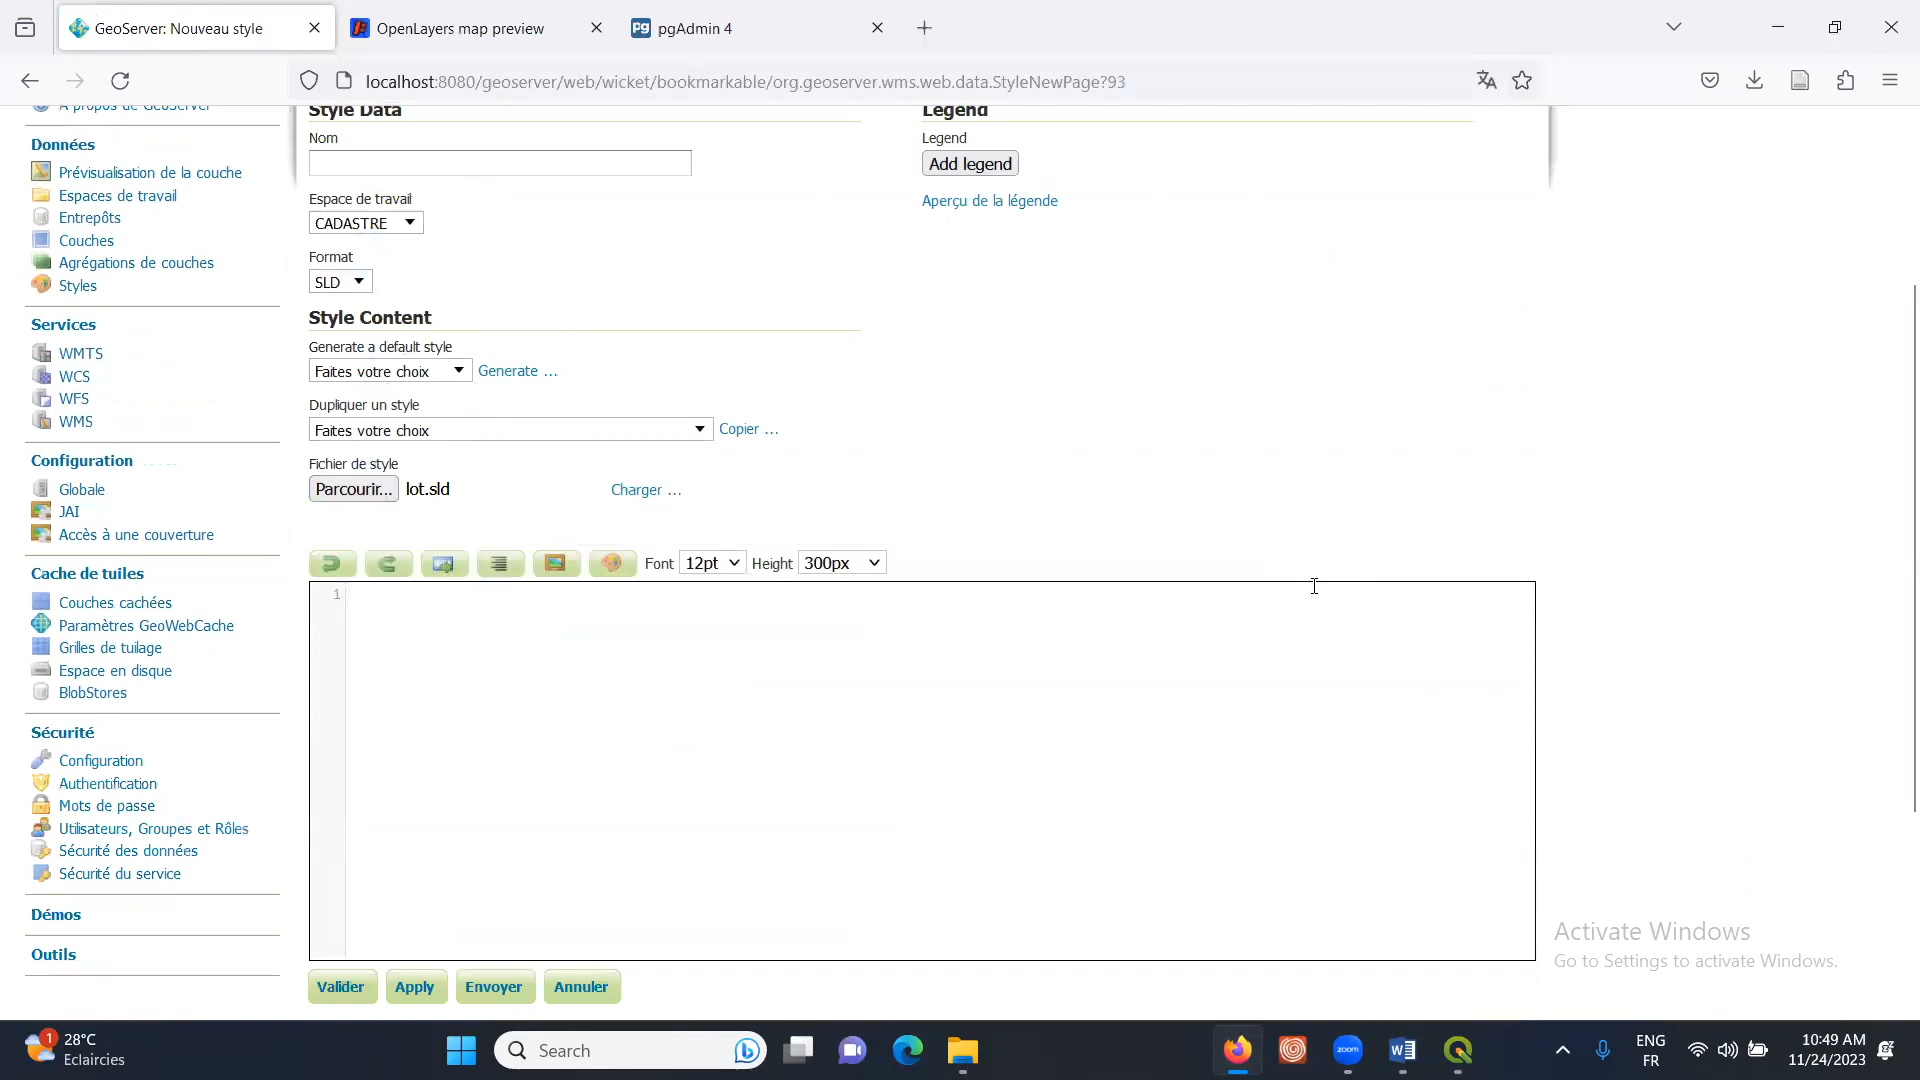 GeoServer: Nouveau style
OpenLayers map preview
pgAdmin 4
localhost:8080/geoserver/web/wicket/bookmarkable/org.geoserver.wms.web.data.StyleNewPage?93
A propos de GeoServer
Données
Prévisualisation de la couche
Espaces de travail
Entrepôts
Couches
Agrégations de couches
Styles
Services
WMTS
WCS
WFS
WMS
Configuration
Globale
JAI
Accès à une couverture
Cache de tuiles
Couches cachées
Paramètres GeoWebCache
Grilles de tuilage
Espace en disque
BlobStores
Sécurité
Configuration
Authentification
Mots de passe
Utilisateurs, Groupes et Rôles
Sécurité des données
Sécurité du service
Démos
Outils
Style Data
Nom
Espace de travail
CADASTRE
Format
SLD
Style Content
Generate a default style
Faites votre choix Generate ...
Dupliquer un style
Faites votre choix Copier ...
Fichier de style
Parcourir... lot.sld Charger ...
Legend
Legend
Add legend
Aperçu de la légende
Font 12pt Height 300px
1
Valider Apply Envoyer Annuler
Activate Windows
Go to Settings to activate Windows.
1
28°C
Eclaircies
Search
zoom
ENG
FR
10:49 AM
11/24/2023